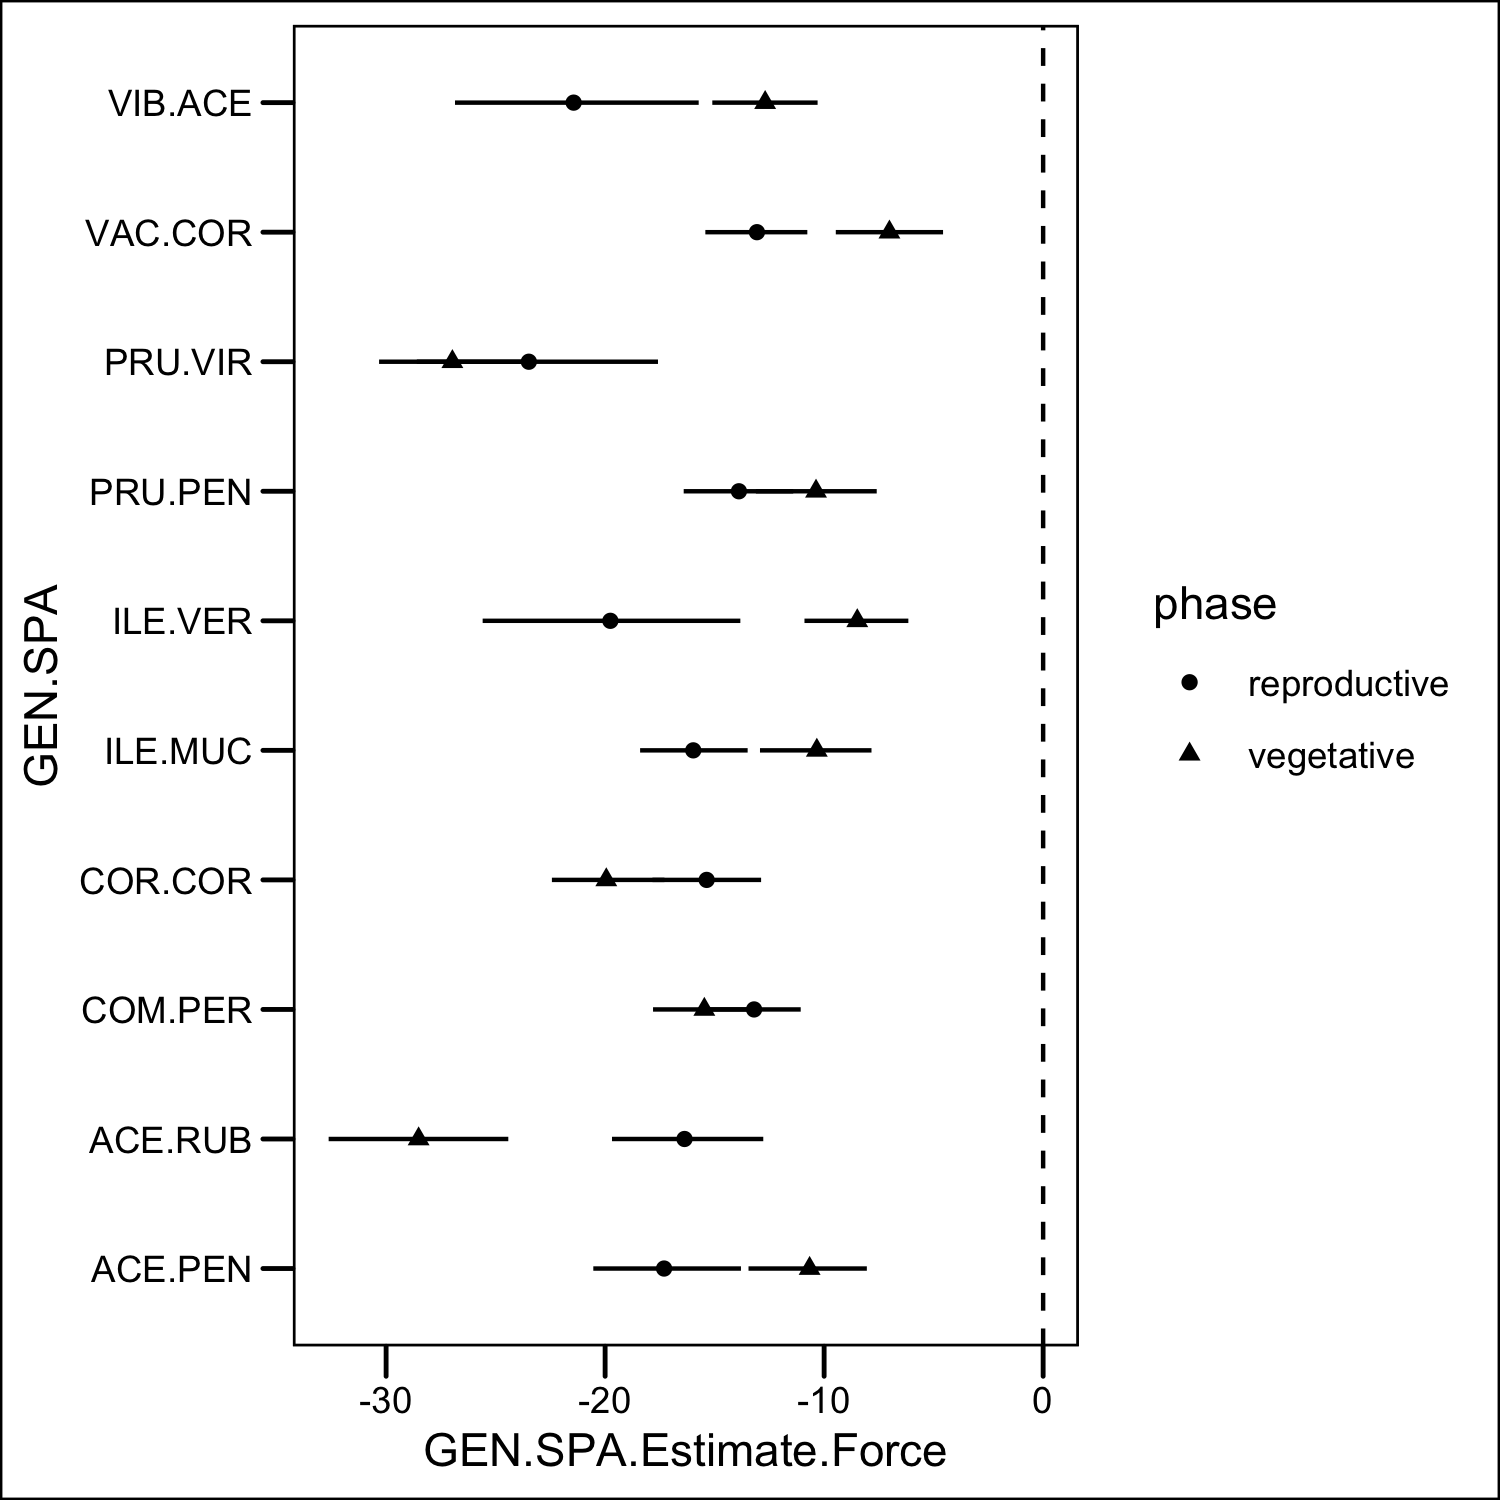 VIB.ACE
VAC.COR
PRU.VIR
PRU.PEN
ILE.VER
ILE.MUC
COR.COR
COM.PER
ACE.RUB
ACE.PEN
GEN.SPA
-30 -20 -10 0
GEN.SPA.Estimate.Force
phase
reproductive
vegetative